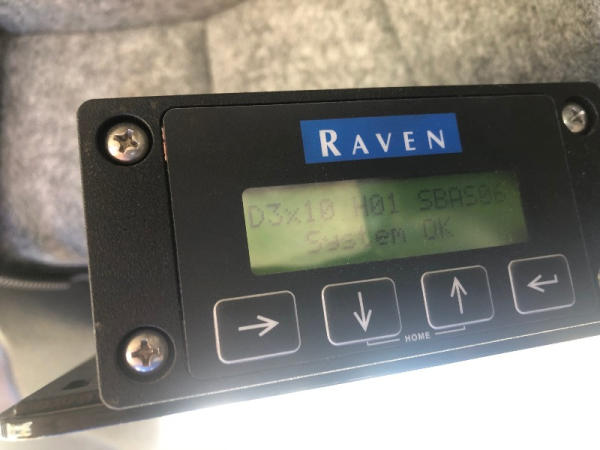 RAVEN
D3x10 H01 SBAS06
System OK
HOME